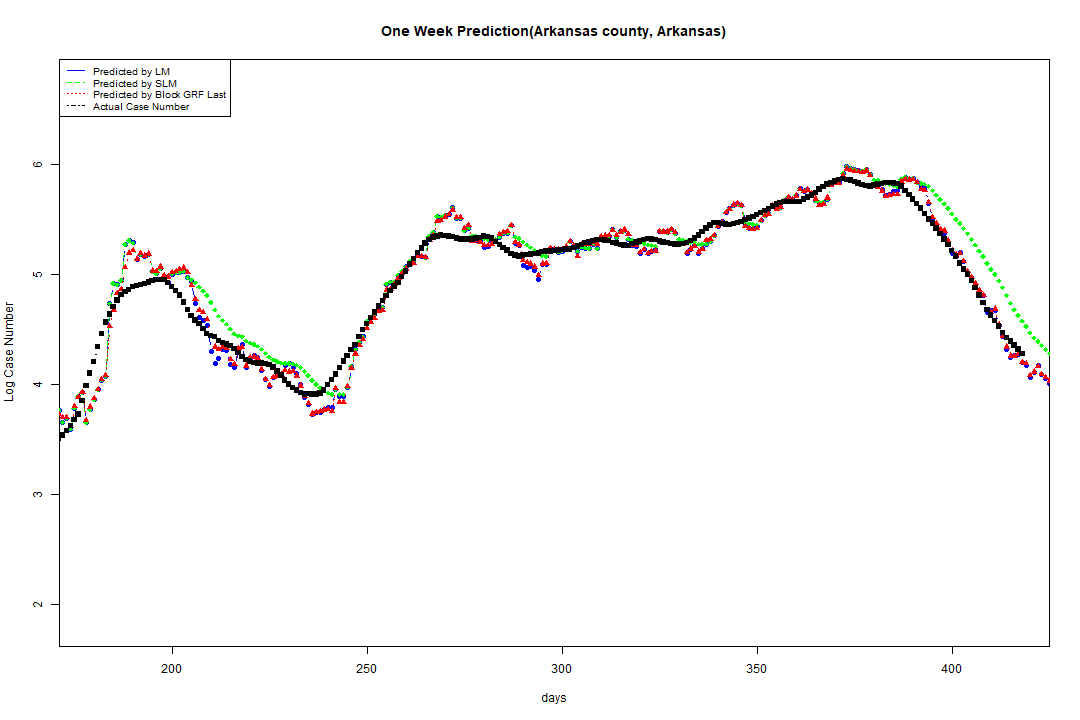 One Week Prediction(Arkansas county, Arkansas)
Predicted by LM
Predicted by SLM
Predicted by Block GRF Last
Actual Case Number
6
5
4
3
2
Log Case Number
200
250
300
350
400
days